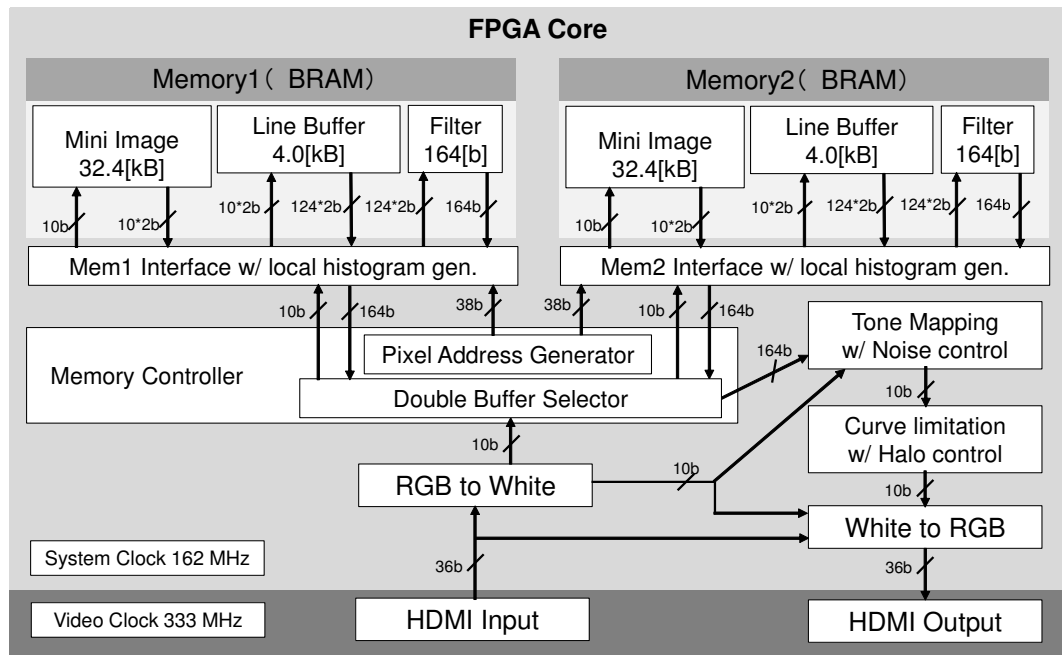 FPGA Core
Memory1( BRAM)
Mini Image
32.4[kB]
Line Buffer
4.0[kB]
Filter
164[b]
10b
10*2b
10*2b
124*2b
124*2b
164b
Mem1 Interface w/ local histogram gen.
Memory2( BRAM)
Mini Image
32.4[kB]
Line Buffer
4.0[kB]
Filter
164[b]
10b
10*2b
10*2b
124*2b
124*2b
164b
Mem2 Interface w/ local histogram gen.
10b
164b
38b
38b
10b
164b
Memory Controller
Pixel Address Generator
Double Buffer Selector
164b
Tone Mapping
w/ Noise control
10b
Curve limitation
w/ Halo control
10b
10b
RGB to White
10b
White to RGB
36b
36b
System Clock 162 MHz
Video Clock 333 MHz
HDMI Input
HDMI Output